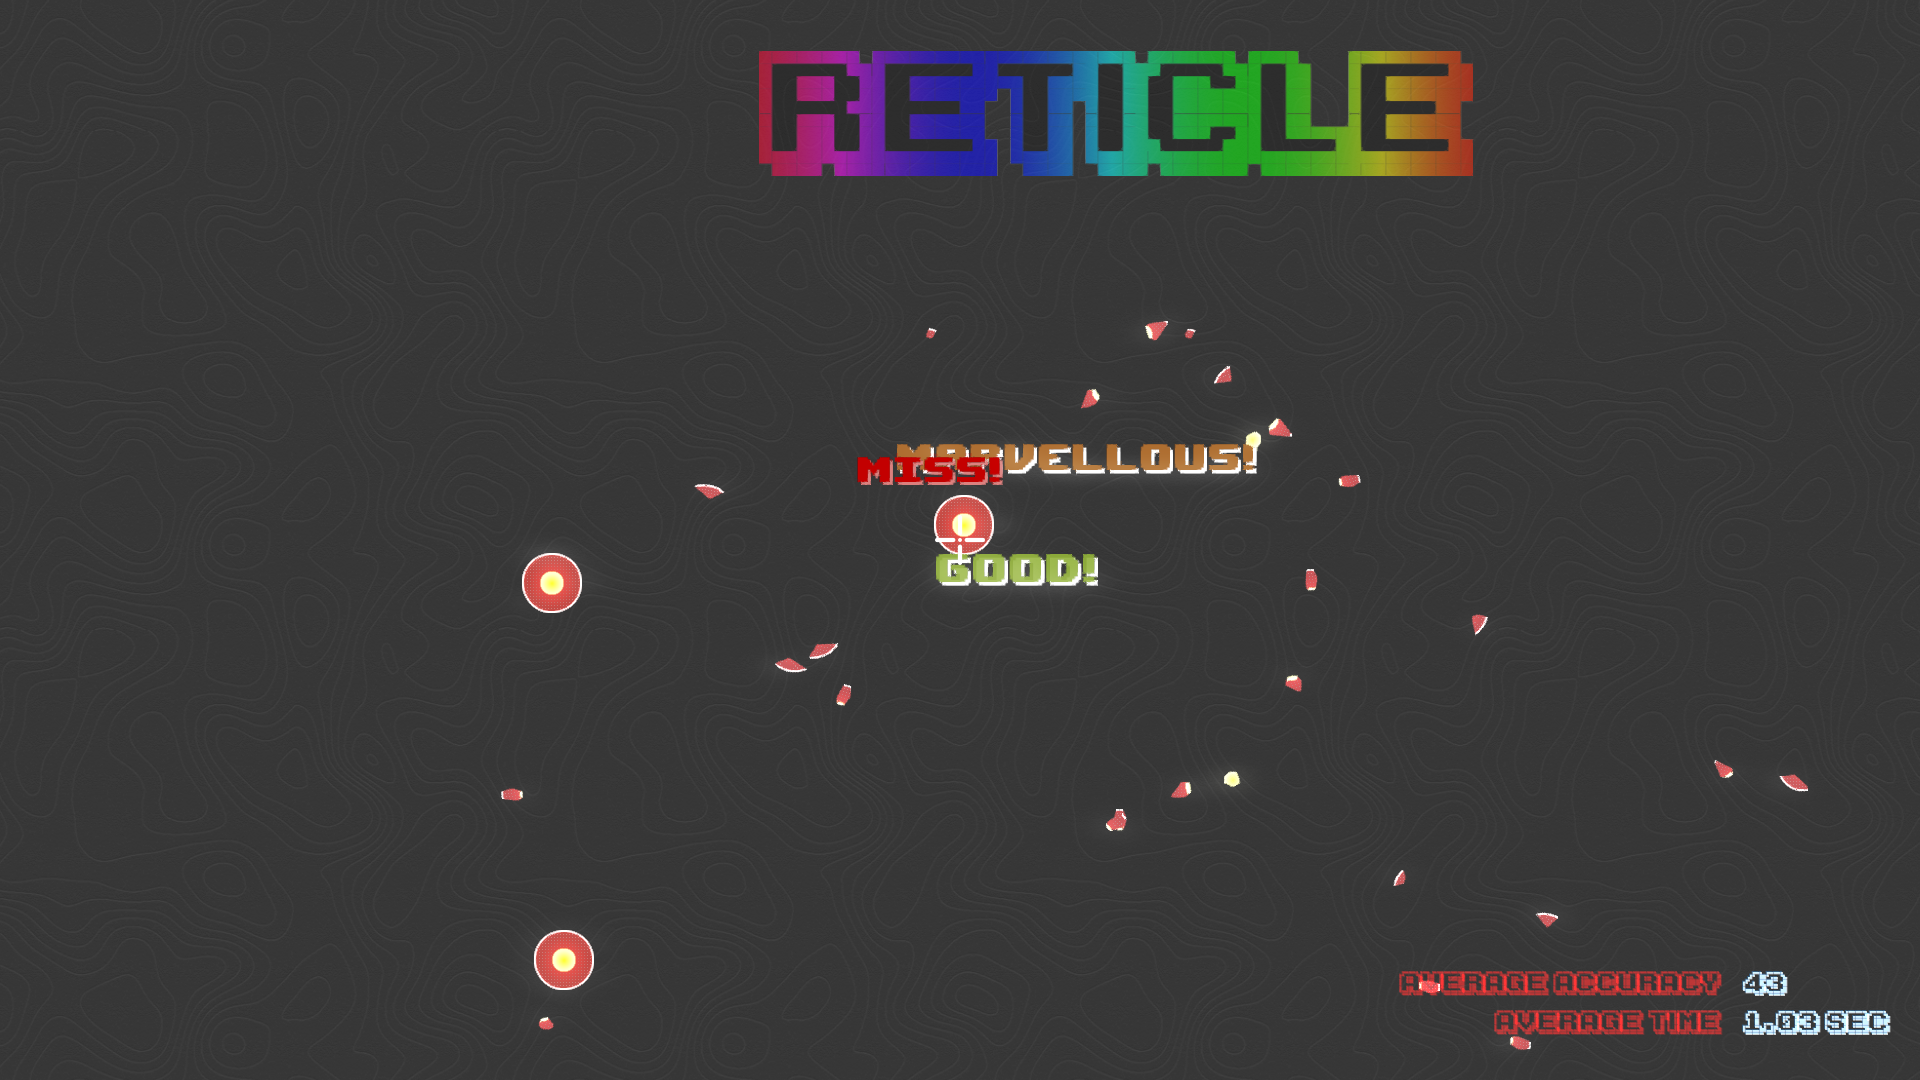 RETICLE
MARVELLOUS!
MISS!
GOOD!
AVERAGE ACCURACY 43
AVERAGE TIME 1.03 SEC